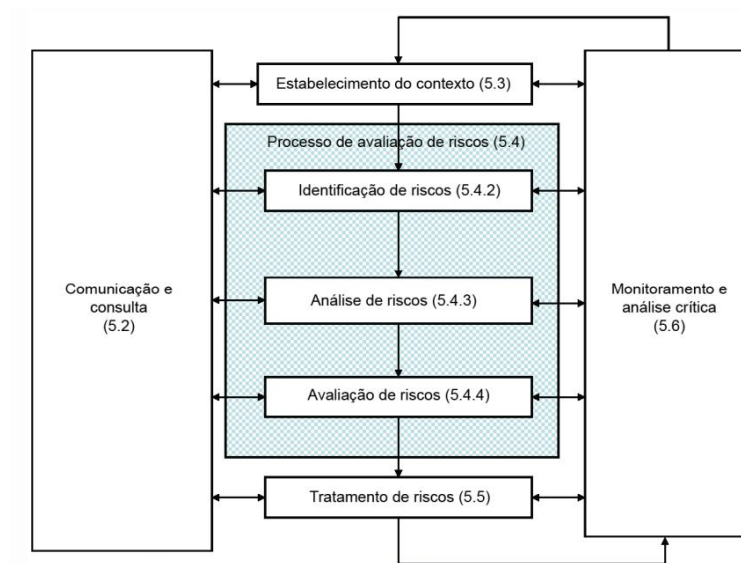 Estabelecimento do contexto (5.3)
Processo de avaliação de riscos (5.4)
Identificação de riscos (5.4.2)
Análise de riscos (5.4.3)
Avaliação de riscos (5.4.4)
Tratamento de riscos (5.5)
Comunicação e
consulta
(5.2)
Monitoramento e
análise crítica
(5.6)